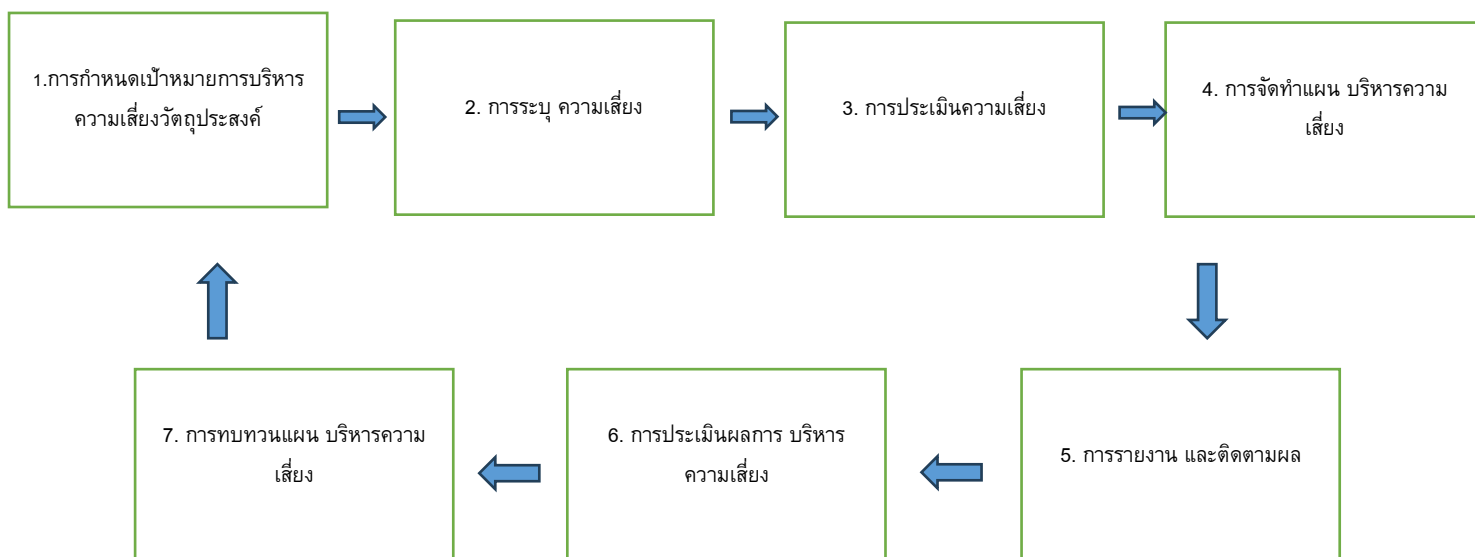 1.การกำหนดเป้าหมายการบริหาร
ความเสี่ยงวัตถุประสงค์
2. การระบุ ความเสี่ยง
3. การประเมินความเสี่ยง
4. การจัดทำแผน บริหารความ
เสี่ยง
7. การทบทวนแผน บริหารความ
เสี่ยง
6. การประเมินผลการ บริหาร
ความเสี่ยง
5. การรายงาน และติดตามผล